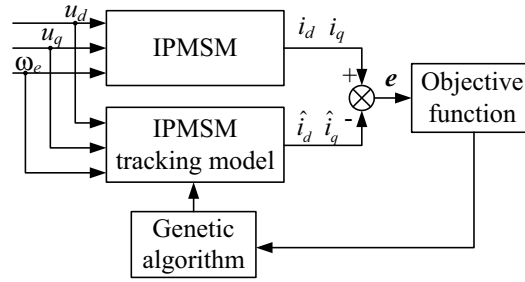 u_d
u_q
ω_e
IPMSM
i_d i_q
+
e
Objective
function
IPMSM
tracking model
î_d î_q
-
Genetic
algorithm